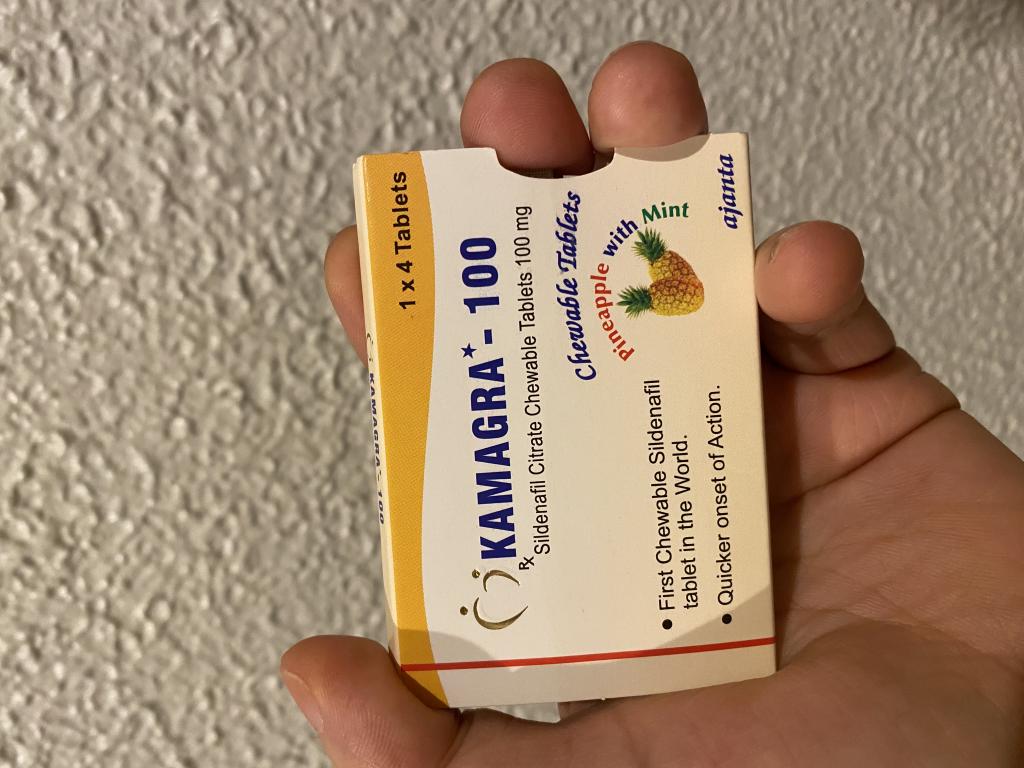 1 x 4 Tablets
KAMAGRA* - 100
Rx
Sildenafil Citrate Chewable Tablets 100 mg
Chewable Tablets
Pineapple with Mint
• First Chewable Sildenafil
tablet in the World.
• Quicker onset of Action.
ajanta
KAMAGRA* - 100